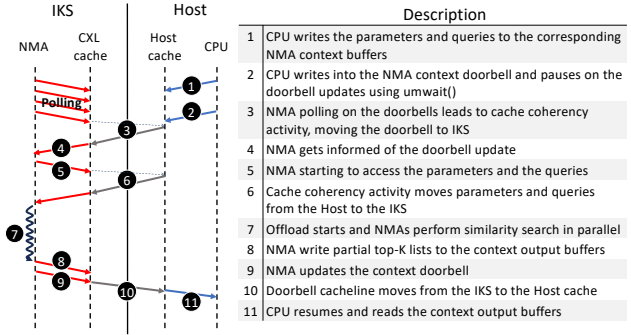 IKS
Host
NMA
CXL
cache
Host
cache
CPU
Polling
1
2
3
4
5
6
7
8
9
10
11
Description
1 CPU writes the parameters and queries to the corresponding
NMA context buffers
2 CPU writes into the NMA context doorbell and pauses on the
doorbell updates using umwait()
3 NMA polling on the doorbells leads to cache coherency
activity, moving the doorbell to IKS
4 NMA gets informed of the doorbell update
5 NMA starting to access the parameters and the queries
6 Cache coherency activity moves parameters and queries
from the Host to the IKS
7 Offload starts and NMAs perform similarity search in parallel
8 NMA write partial top-K lists to the context output buffers
9 NMA updates the context doorbell
10 Doorbell cacheline moves from the IKS to the Host cache
11 CPU resumes and reads the context output buffers